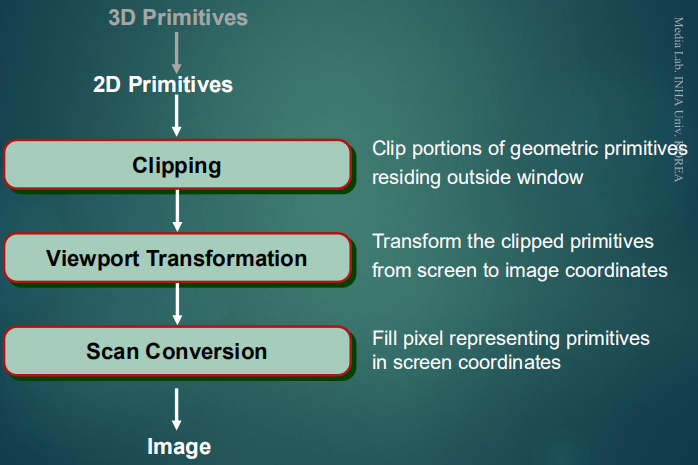 3D Primitives
2D Primitives
Clipping
Clip portions of geometric primitives
residing outside window
Viewport Transformation
Transform the clipped primitives
from screen to image coordinates
Scan Conversion
Fill pixel representing primitives
in screen coordinates
Image
Media Lab. INHA Univ. KOREA